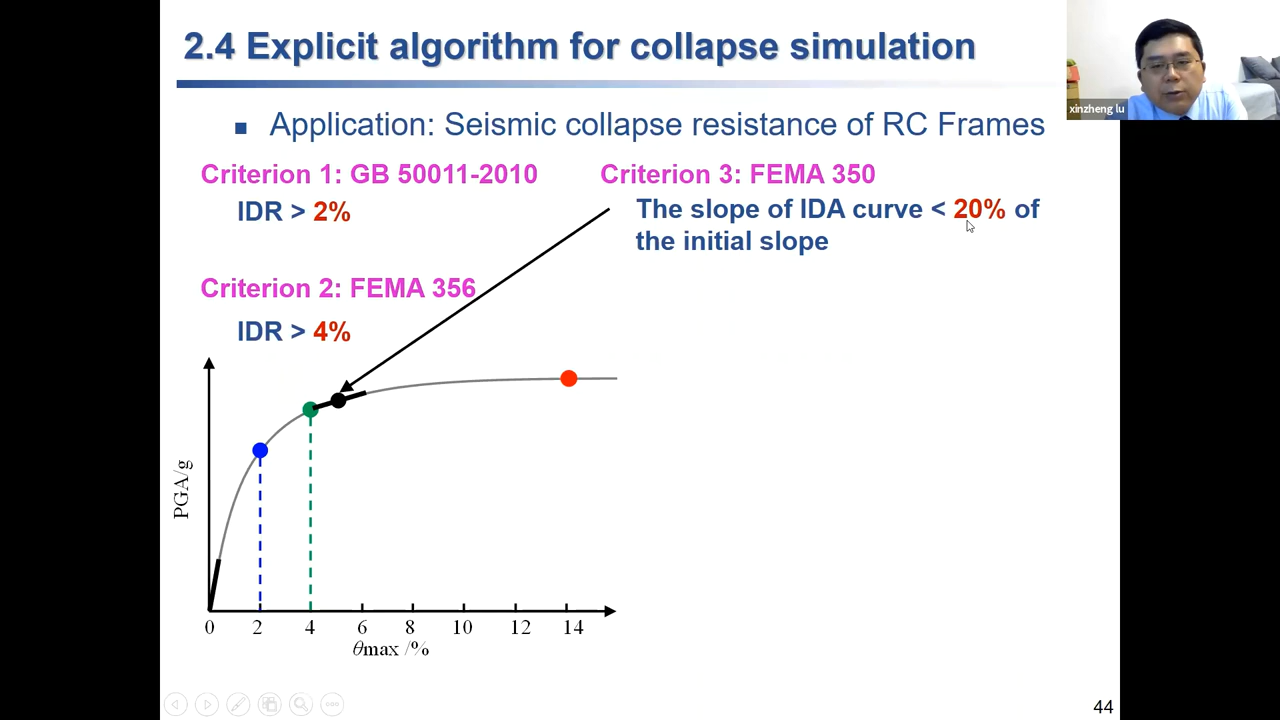 2.4 Explicit algorithm for collapse simulation
xinzheng lu
■ Application: Seismic collapse resistance of RC Frames
Criterion 1: GB 50011-2010
IDR > 2%
Criterion 3: FEMA 350
The slope of IDA curve < 20% of
the initial slope
Criterion 2: FEMA 356
IDR > 4%
PGA/g
0 2 4 6 8 10 12 14
θmax /%
44